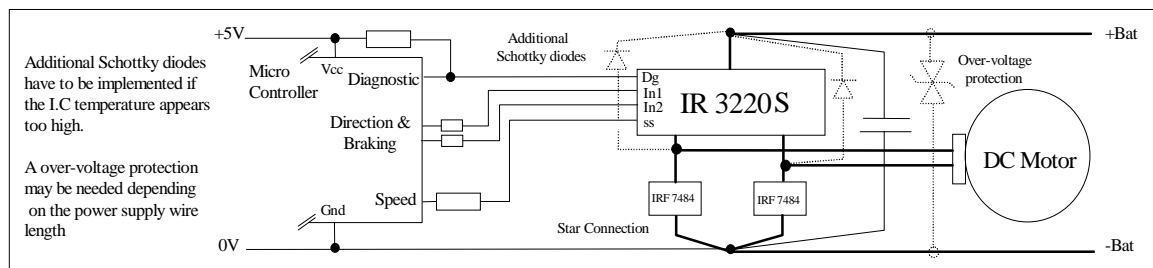 +5V
Additional Schottky diodes
have to be implemented if
the I.C temperature appears
too high.
A over-voltage protection
may be needed depending
on the power supply wire
length
0V
Micro
Controller
Vcc
Diagnostic
Direction &
Braking
Speed
Gnd
Additional
Schottky diodes
Dg
In1
In2
ss
IR 3220S
IRF 7484
IRF 7484
Star Connection
+Bat
Over-voltage
protection
DC Motor
-Bat